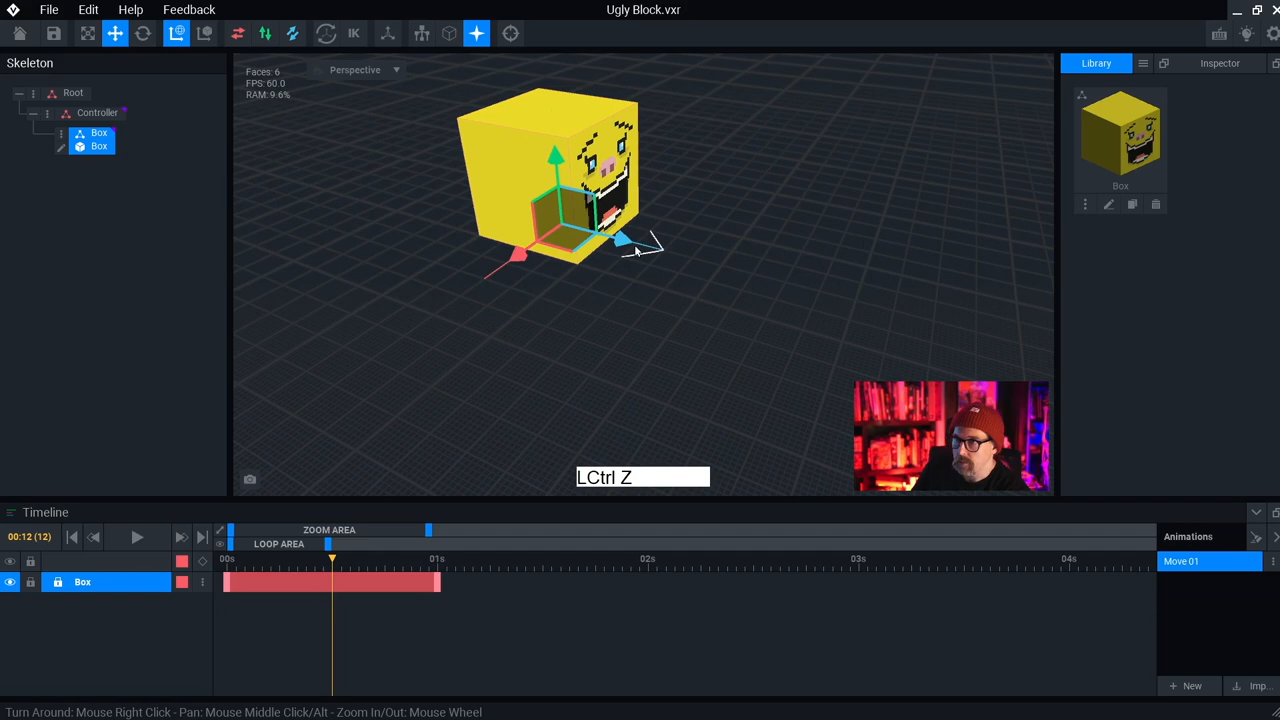 File Edit Help Feedback
Ugly Block.vxr
IK
Skeleton
Root
Controller
Box
Box
Faces: 6
FPS: 60.0
RAM: 9.6%
Perspective
Library
Inspector
Box
LCtrl Z
Timeline
00:12 (12)
ZOOM AREA
LOOP AREA
00s 01s 02s 03s 04s
Box
Animations
Move 01
New
Imp...
Turn Around: Mouse Right Click - Pan: Mouse Middle Click/Alt - Zoom In/Out: Mouse Wheel